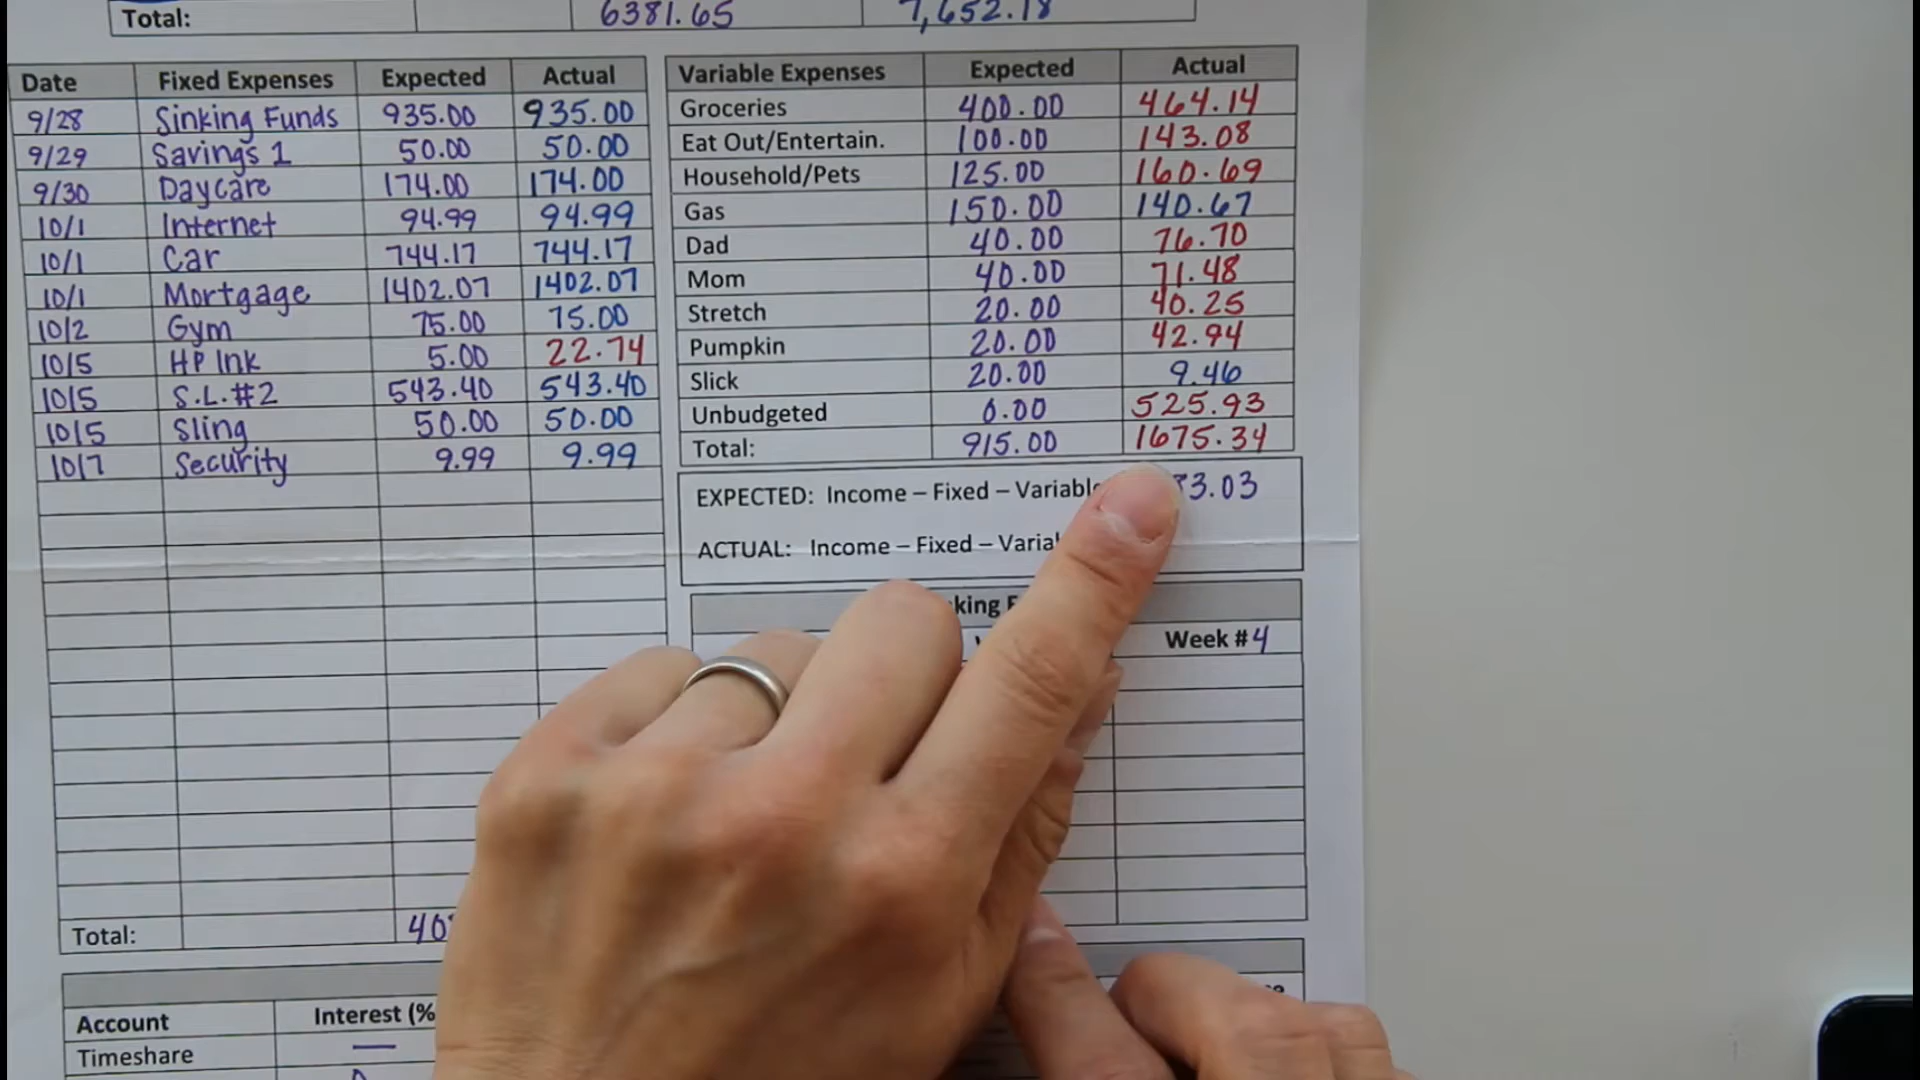 Total: 6381.65 7,652.18
Date Fixed Expenses Expected Actual
9/28 Sinking Funds 935.00 935.00
9/29 Savings 1 50.00 50.00
9/30 Daycare 174.00 174.00
10/1 Internet 94.99 94.99
10/1 Car 744.17 744.17
10/1 Mortgage 1402.07 1402.07
10/2 Gym 75.00 75.00
10/5 HP Ink 5.00 22.74
10/5 S.L.#2 543.40 543.40
10/5 Sling 50.00 50.00
10/7 Security 9.99 9.99
Total:
Variable Expenses Expected Actual
Groceries 400.00 464.14
Eat Out/Entertain. 100.00 143.08
Household/Pets 125.00 160.69
Gas 150.00 140.67
Dad 40.00 76.70
Mom 40.00 71.48
Stretch 20.00 40.25
Pumpkin 20.00 42.94
Slick 20.00 9.46
Unbudgeted 0.00 525.93
Total: 915.00 1675.34
EXPECTED: Income – Fixed – Variable 3.03
ACTUAL: Income – Fixed –
Week # 4
Account Interest (%
Timeshare —